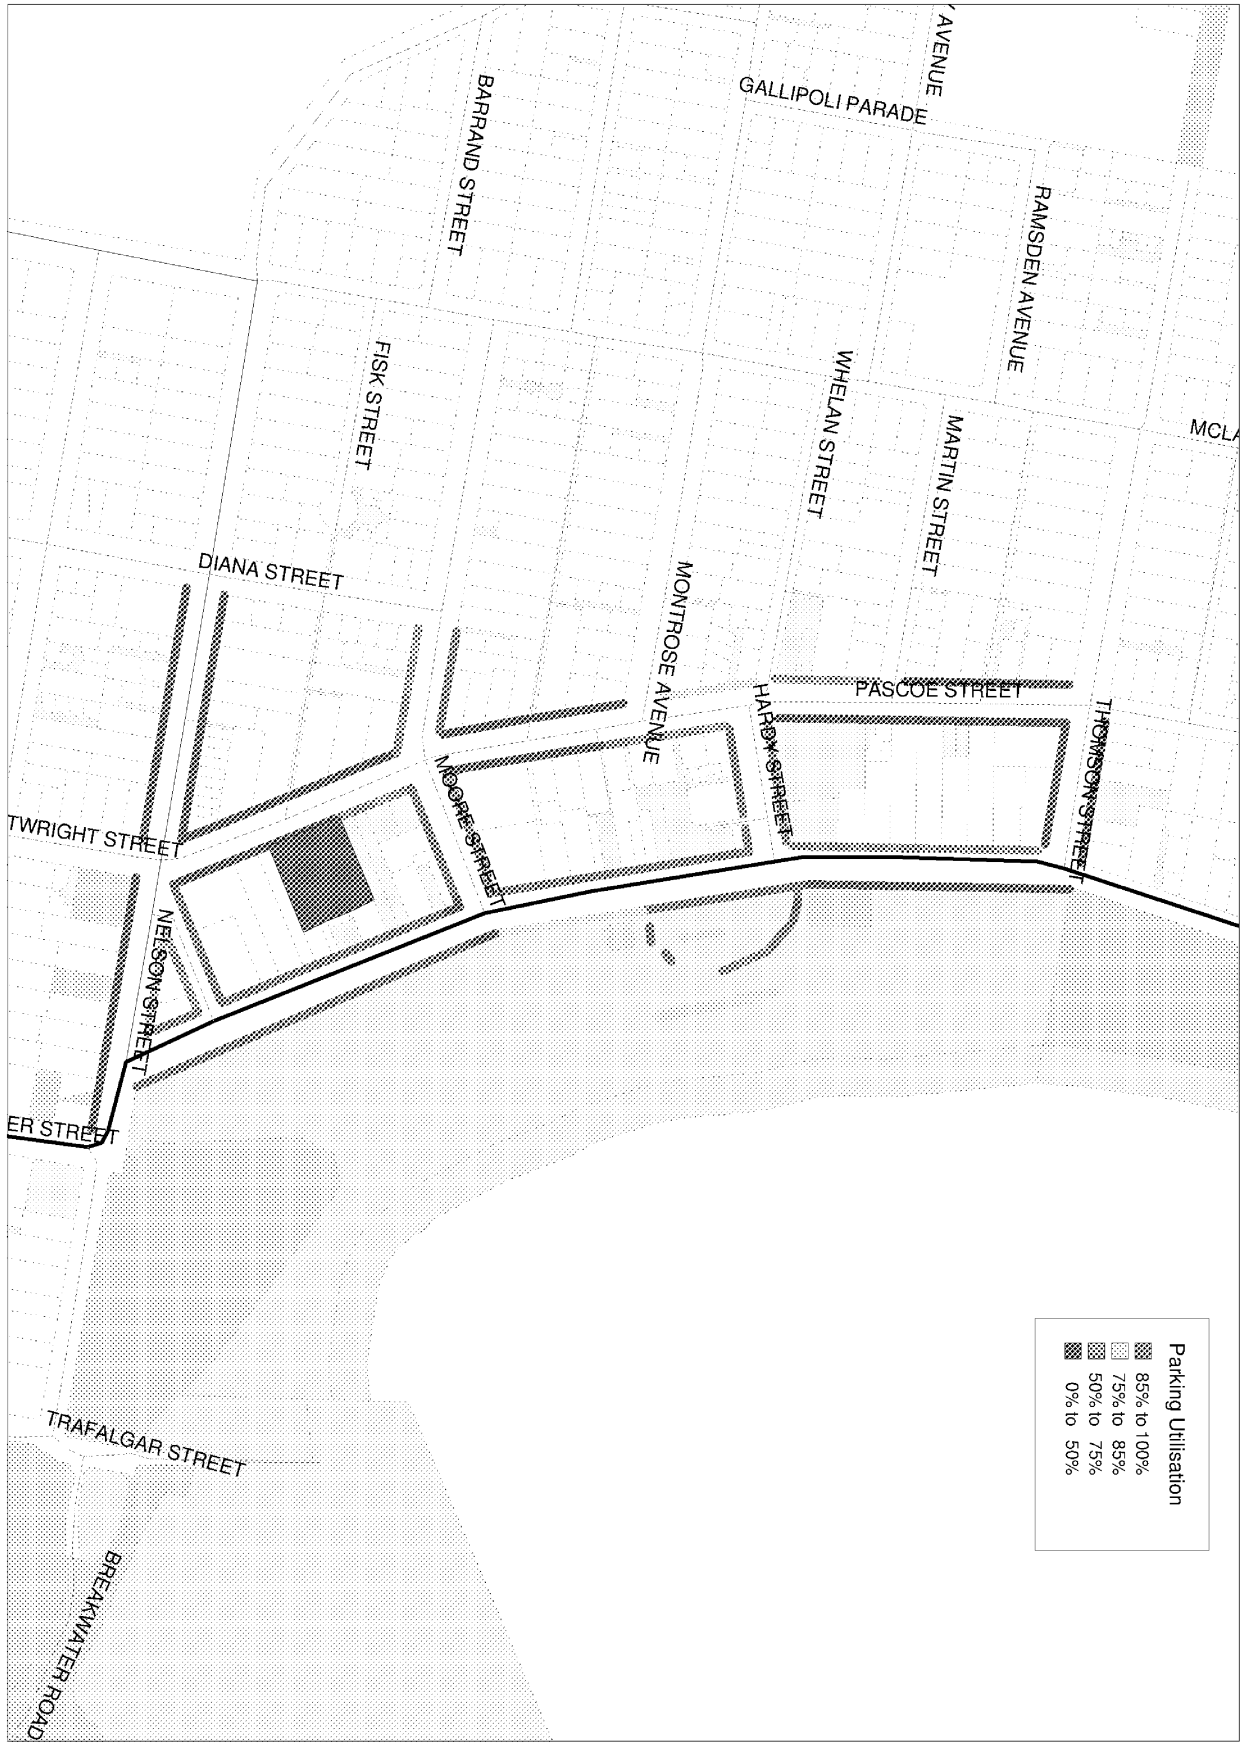 Y AVENUE
GALLIPOLI PARADE
BARRAND STREET
RAMSDEN AVENUE
MCLA
FISK STREET
WHELAN STREET
MARTIN STREET
DIANA STREET
MONTROSE AVENUE
PASCOE STREET
HARDY STREET
THOMSON STREET
MOORE STREET
TWRIGHT STREET
NELSON STREET
ER STREET
TRAFALGAR STREET
BREAKWATER ROAD
Parking Utilisation
85% to 100%
75% to 85%
50% to 75%
0% to 50%